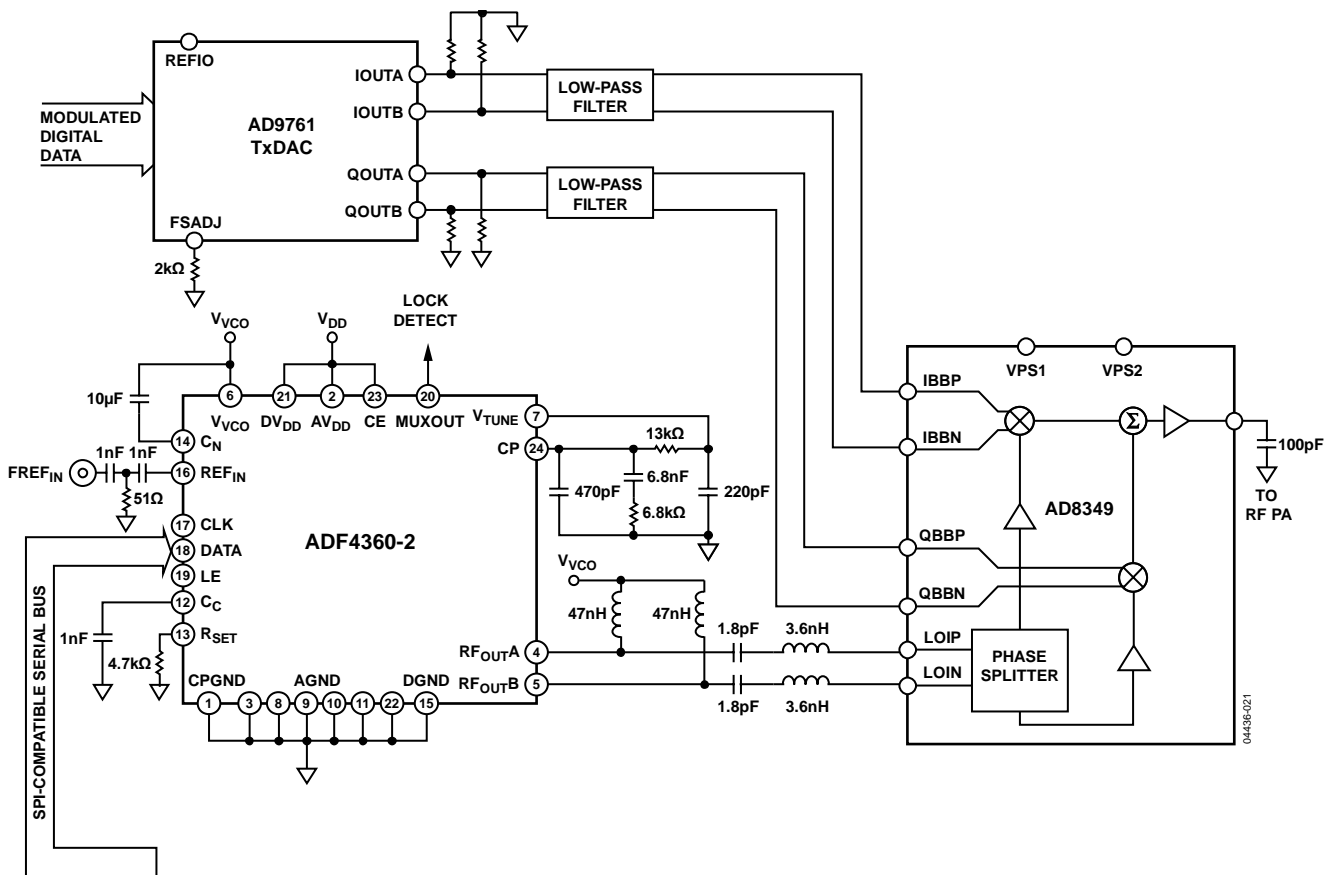 REFIO
IOUTA
IOUTB
LOW-PASS
FILTER
MODULATED
DIGITAL
DATA
AD9761
TxDAC
QOUTA
QOUTB
LOW-PASS
FILTER
FSADJ
2kΩ
LOCK
DETECT
VVCO
VDD
10µF
6
21
2
23
20
VVCO
DVDD
AVDD
CE
MUXOUT
VTUNE
7
14
CN
CP
24
13kΩ
1nF
1nF
FREFIN
16
REFIN
51Ω
470pF
6.8nF
6.8kΩ
220pF
17
CLK
18
DATA
19
LE
ADF4360-2
12
CC
1nF
13
RSET
4.7kΩ
VVCO
47nH
47nH
RFOUTA
4
1.8pF
3.6nH
RFOUTB
5
1.8pF
3.6nH
CPGND
AGND
DGND
1
3
8
9
10
11
22
15
SPI-COMPATIBLE SERIAL BUS
VPS1
VPS2
IBBP
IBBN
Σ
100pF
TO
RF PA
AD8349
QBBP
QBBN
LOIP
LOIN
PHASE
SPLITTER
04436-021